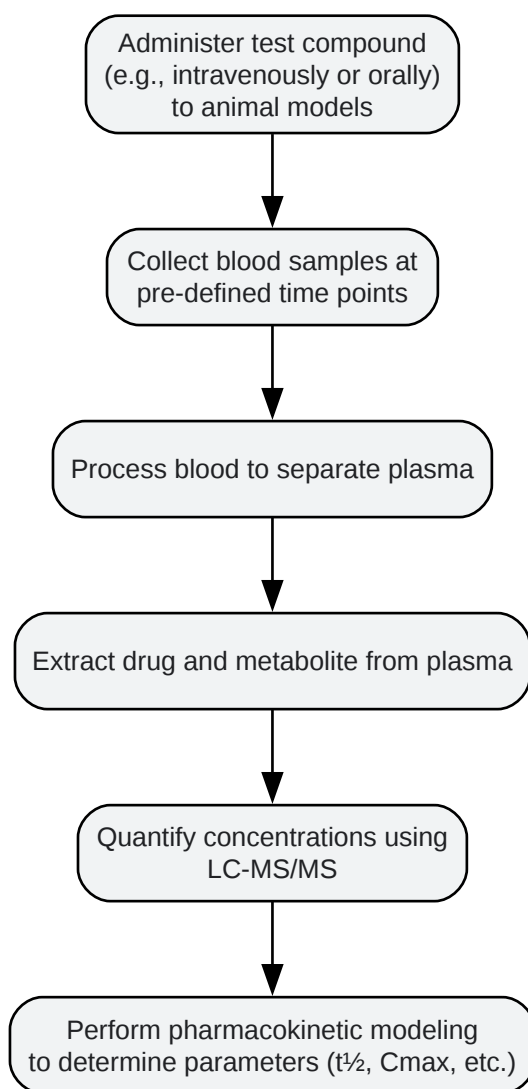 Administer test compound
(e.g., intravenously or orally)
to animal models
Collect blood samples at
pre-defined time points
Process blood to separate plasma
Extract drug and metabolite from plasma
Quantify concentrations using
LC-MS/MS
Perform pharmacokinetic modeling
to determine parameters (t½, Cmax, etc.)